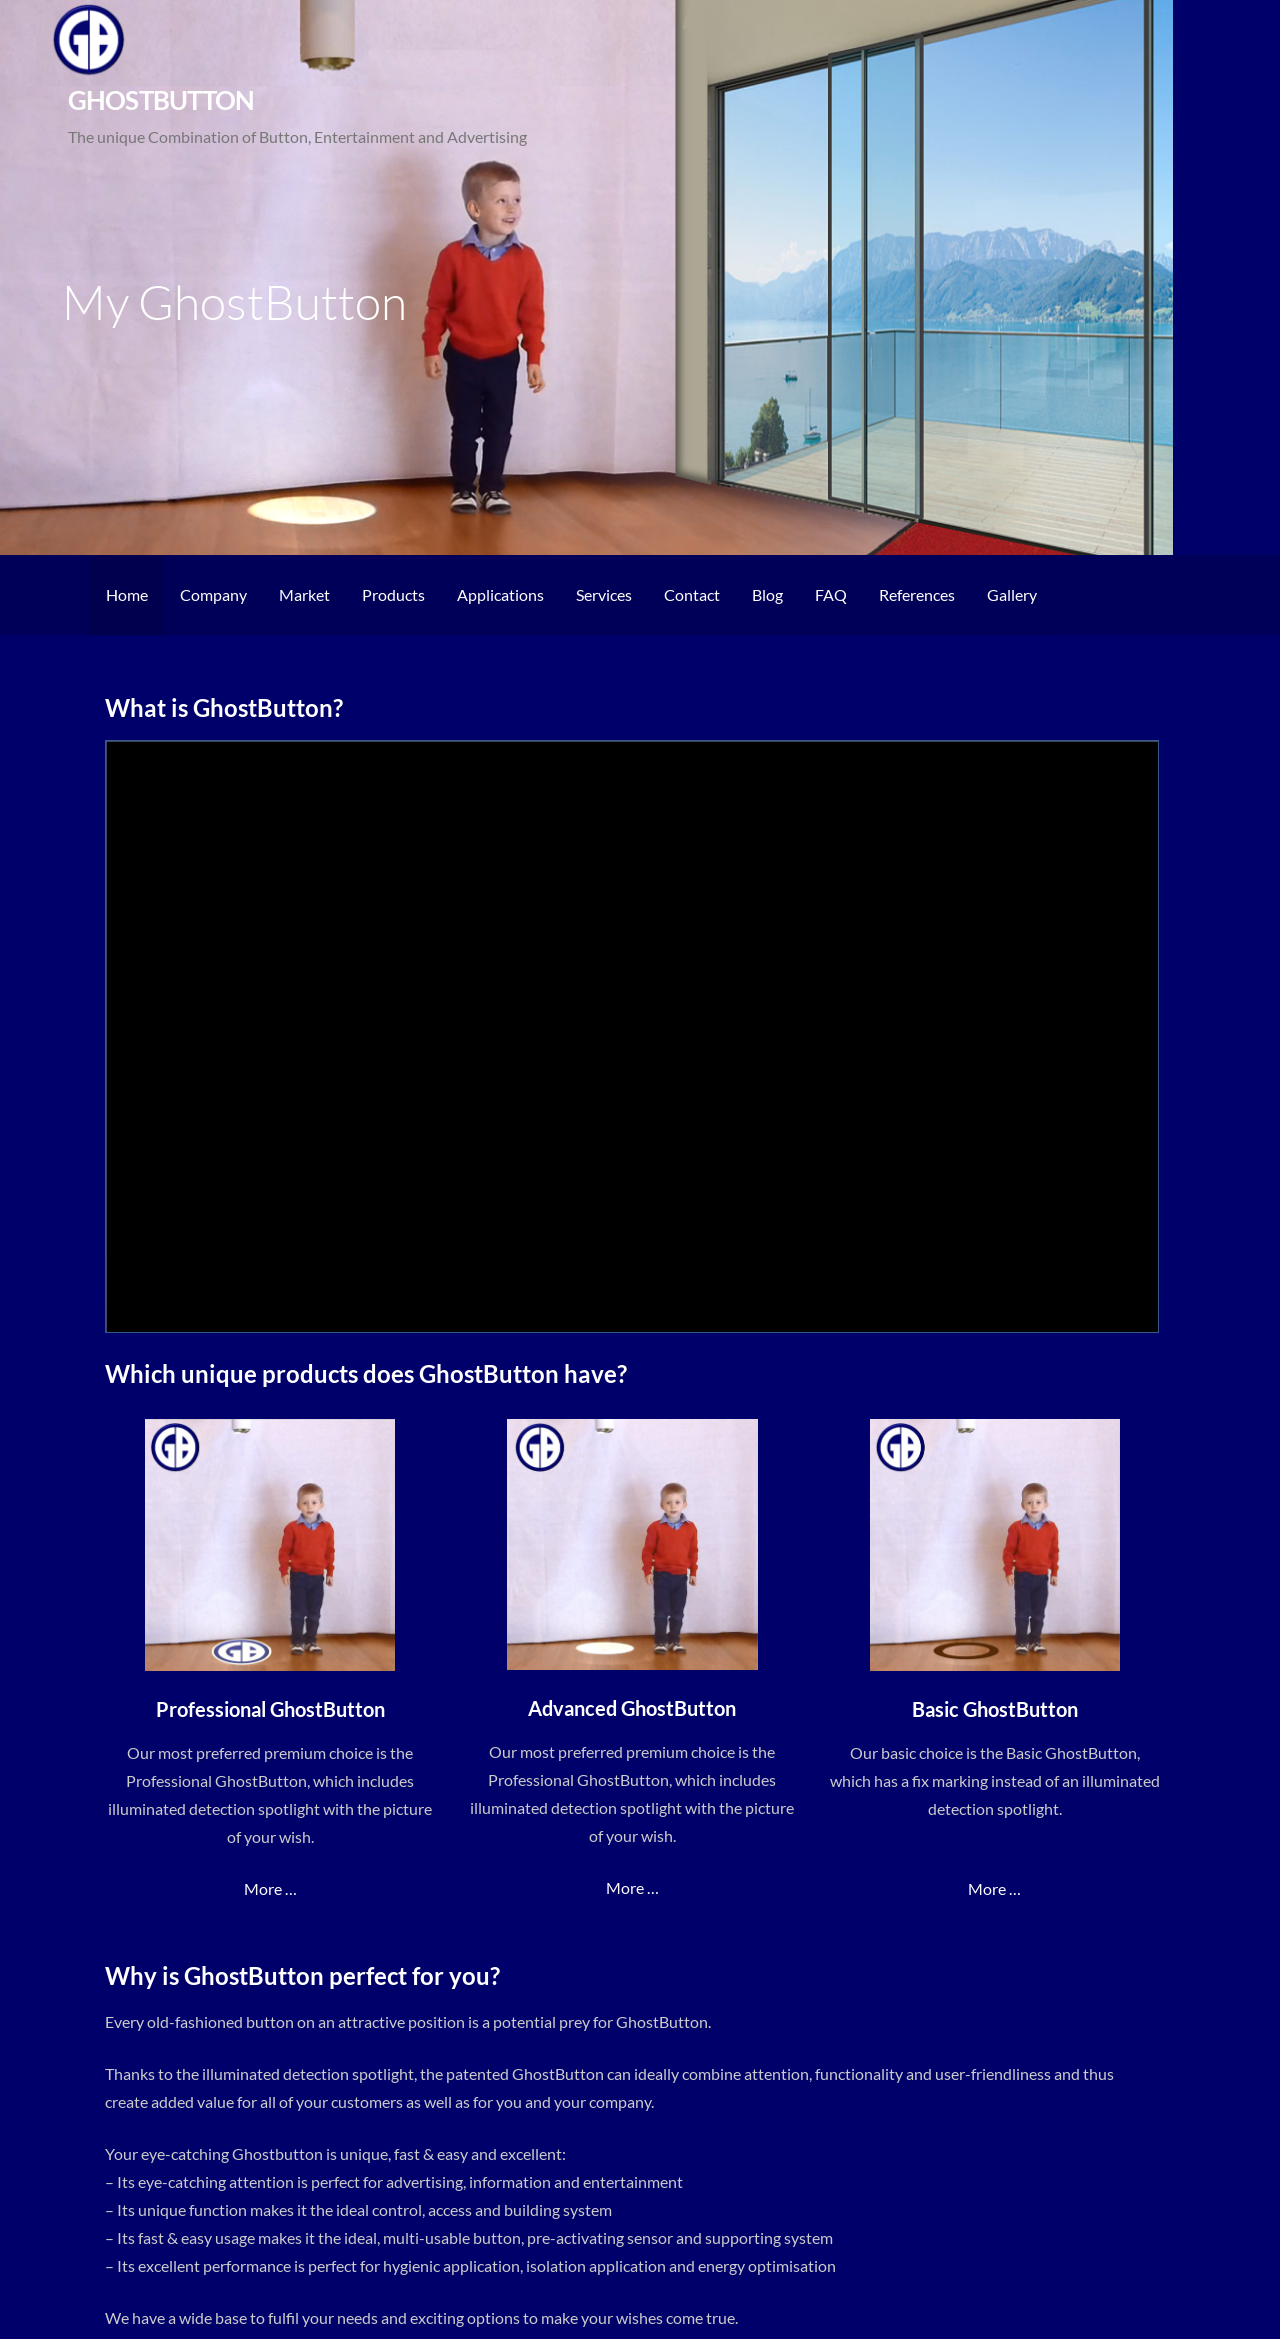 GB
GHOSTBUTTON
The unique Combination of Button, Entertainment and Advertising
My GhostButton
Home Company Market Products Applications Services Contact Blog FAQ References Gallery
What is GhostButton?
Which unique products does GhostButton have?
GB GB GB
GB
Professional GhostButton
Our most preferred premium choice is the
Professional GhostButton, which includes
illuminated detection spotlight with the picture
of your wish.
More ...
Advanced GhostButton
Our most preferred premium choice is the
Professional GhostButton, which includes
illuminated detection spotlight with the picture
of your wish.
More ...
Basic GhostButton
Our basic choice is the Basic GhostButton,
which has a fix marking instead of an illuminated
detection spotlight.
More ...
Why is GhostButton perfect for you?
Every old-fashioned button on an attractive position is a potential prey for GhostButton.
Thanks to the illuminated detection spotlight, the patented GhostButton can ideally combine attention, functionality and user-friendliness and thus
create added value for all of your customers as well as for you and your company.
Your eye-catching Ghostbutton is unique, fast & easy and excellent:
– Its eye-catching attention is perfect for advertising, information and entertainment
– Its unique function makes it the ideal control, access and building system
– Its fast & easy usage makes it the ideal, multi-usable button, pre-activating sensor and supporting system
– Its excellent performance is perfect for hygienic application, isolation application and energy optimisation
We have a wide base to fulfil your needs and exciting options to make your wishes come true.